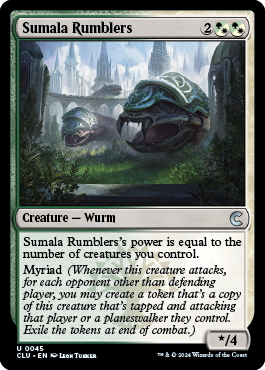 Sumala Rumblers 2
Creature — Wurm
Sumala Rumblers's power is equal to the
number of creatures you control.
Myriad (Whenever this creature attacks,
for each opponent other than defending
player, you may create a token that's a copy
of this creature that's tapped and attacking
that player or a planeswalker they control.
Exile the tokens at end of combat.)
*/4
U 0045
CLU • EN Leon Tukker
™ & © 2024 Wizards of the Coast